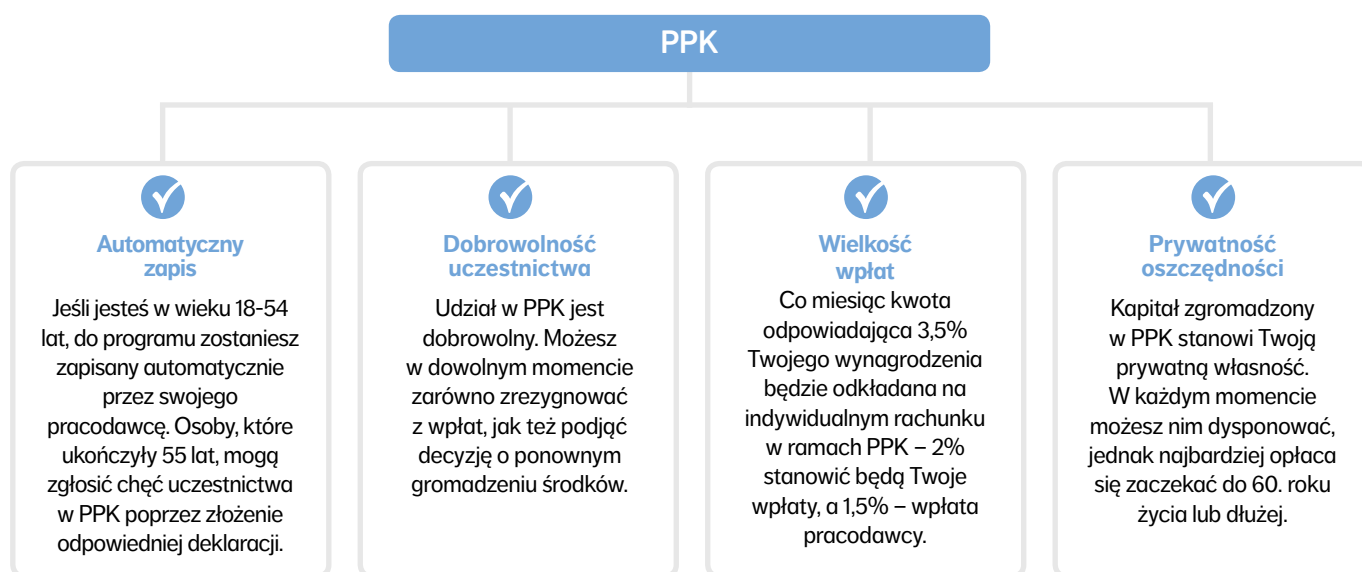 PPK
Automatyczny
zapis
Jeśli jesteś w wieku 18-54
lat, do programu zostaniesz
zapisany automatycznie
przez swojego
pracodawcę. Osoby, które
ukończyły 55 lat, mogą
zgłosić chęć uczestnictwa
w PPK poprzez złożenie
odpowiedniej deklaracji.
Dobrowolność
uczestnictwa
Udział w PPK jest
dobrowolny. Możesz
w dowolnym momencie
zarówno zrezygnować
z wpłat, jak też podjąć
decyzję o ponownym
gromadzeniu środków.
Wielkość
wpłat
Co miesiąc kwota
odpowiadająca 3,5%
Twojego wynagrodzenia
będzie odkładana na
indywidualnym rachunku
w ramach PPK – 2%
stanowić będą Twoje
wpłaty, a 1,5% – wpłata
pracodawcy.
Prywatność
oszczędności
Kapitał zgromadzony
w PPK stanowi Twoją
prywatną własność.
W każdym momencie
możesz nim dysponować,
jednak najbardziej opłaca
się zaczekać do 60. roku
życia lub dłużej.